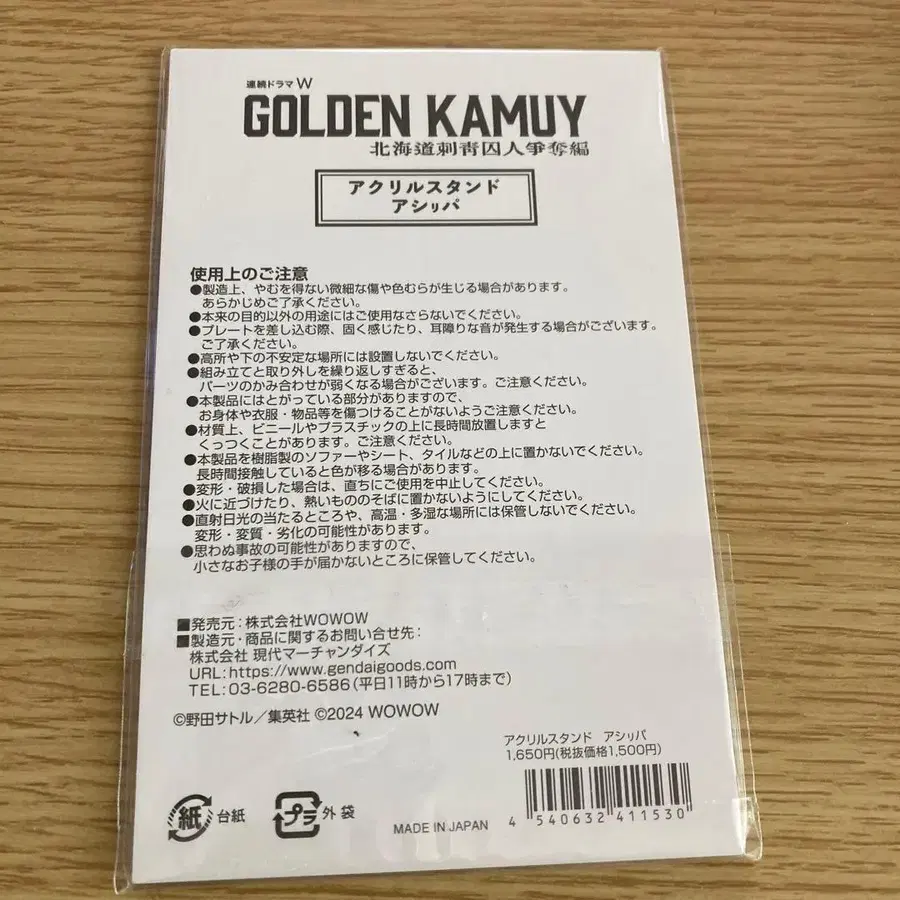 連続ドラマW
GOLDEN KAMUY
北海道刺青囚人争奪編
アクリルスタンド
アシㇼパ
使用上のご注意
●製造上、やむを得ない微細な傷や色むらが生じる場合があります。
あらかじめご了承ください。
●本来の目的以外の用途にはご使用なさらないでください。
●プレートを差し込む際、固く感じたり、耳障りな音が発生する場合がございます。
ご了承ください。
●高所や下の不安定な場所には設置しないでください。
●組み立てと取り外しを繰り返しすぎると、
パーツのかみ合わせが弱くなる場合がございます。ご注意ください。
●本製品にはとがっている部分がありますので、
お身体や衣服・物品等を傷つけることがないようご注意ください。
●材質上、ビニールやプラスチックの上に長時間放置しますと
くっつくことがあります。ご注意ください。
●本製品を樹脂製のソファーやシート、タイルなどの上に置かないでください。
長時間接触していると色が移る場合があります。
●変形・破損した場合は、直ちにご使用を中止してください。
●火に近づけたり、熱いもののそばに置かないようにしてください。
●直射日光の当たるところや、高温・多湿な場所には保管しないでください。
変形・変質・劣化の可能性があります。
●思わぬ事故の可能性がありますので、
小さなお子様の手が届かないところに保管してください。
■発売元：株式会社WOWOW
■製造元・商品に関するお問い合せ先：
株式会社 現代マーチャンダイズ
URL：https://www.gendaigoods.com
TEL：03-6280-6586（平日11時から17時まで）
©野田サトル／集英社 ©2024 WOWOW
アクリルスタンド アシㇼパ
1,650円(税抜価格1,500円)
紙 台紙
プラ 外袋
MADE IN JAPAN
4 540632 411530